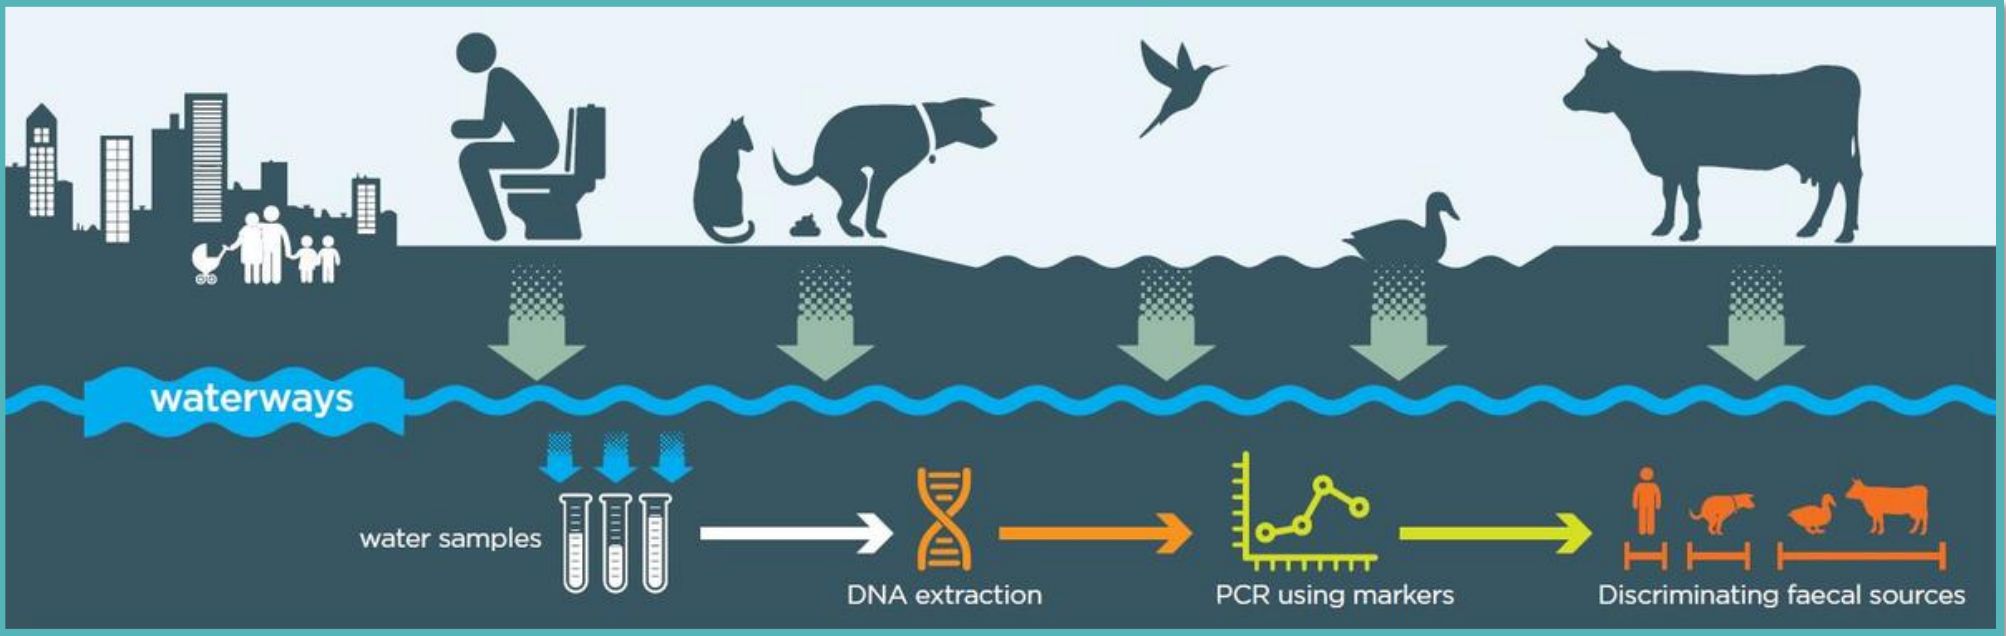 waterways
water samples
DNA extraction
PCR using markers
Discriminating faecal sources